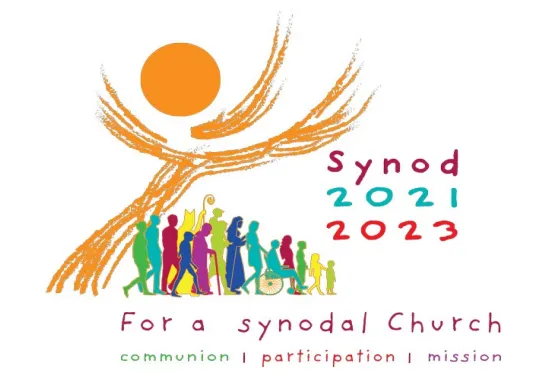 Synod
2021
2023
For a synodal Church
communion | participation | mission